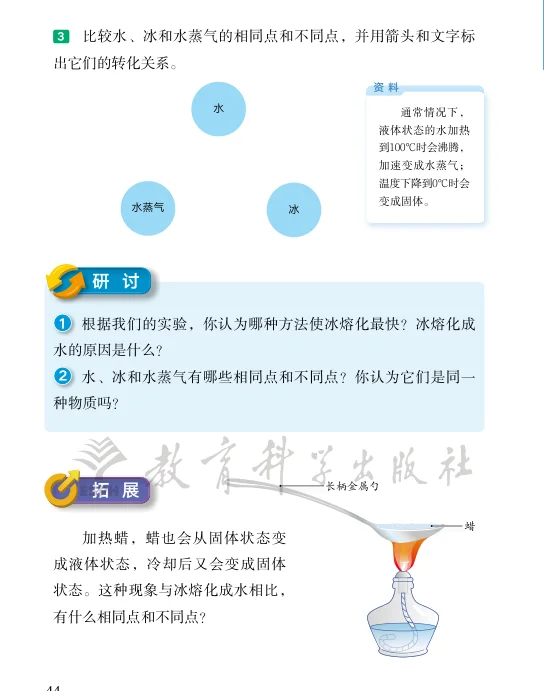 3 比较水、冰和水蒸气的相同点和不同点，并用箭头和文字标
出它们的转化关系。
水
水蒸气
冰
资料
通常情况下，
液体状态的水加热
到100℃时会沸腾，
加速变成水蒸气；
温度下降到0℃时会
变成固体。
研讨
1 根据我们的实验，你认为哪种方法使冰熔化最快？冰熔化成
水的原因是什么？
2 水、冰和水蒸气有哪些相同点和不同点？你认为它们是同一
种物质吗？
教育科学出版社
拓展
长柄金属勺
蜡
加热蜡，蜡也会从固体状态变
成液体状态，冷却后又会变成固体
状态。这种现象与冰熔化成水相比，
有什么相同点和不同点？
44